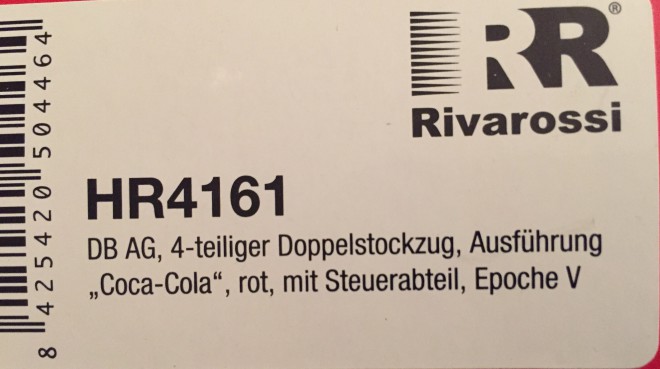 RR®
Rivarossi
HR4161
DB AG, 4-teiliger Doppelstockzug, Ausführung
„Coca-Cola“, rot, mit Steuerabteil, Epoche V
8 425420 504464